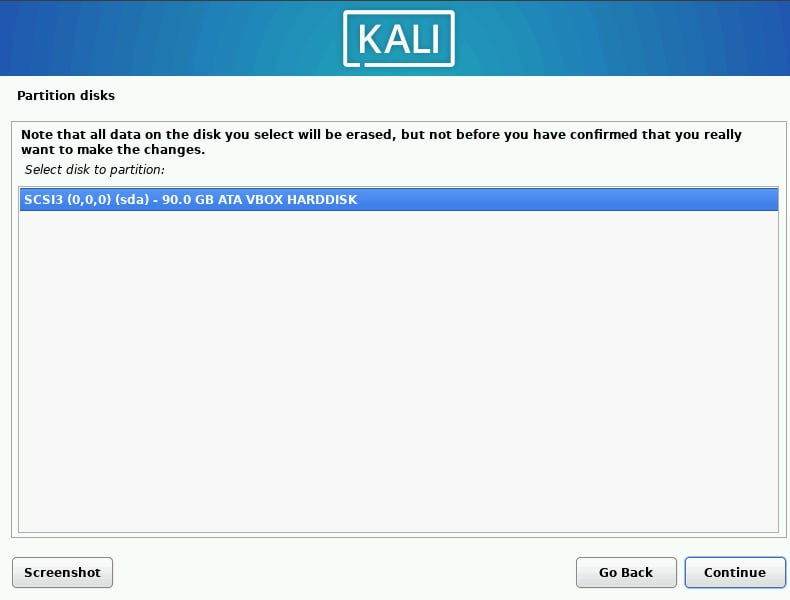 KALI
Partition disks
Note that all data on the disk you select will be erased, but not before you have confirmed that you really
want to make the changes.
Select disk to partition:
SCSI3 (0,0,0) (sda) - 90.0 GB ATA VBOX HARDDISK
Screenshot
Go Back
Continue